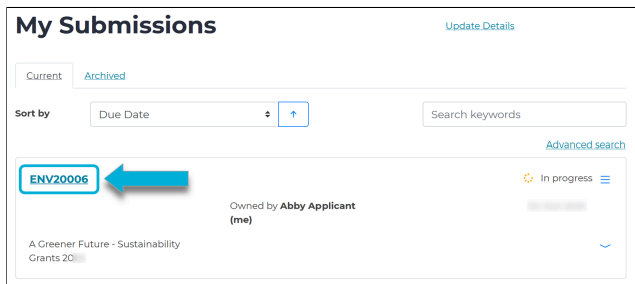 My Submissions
Update Details
Current
Archived
Sort by
Due Date
Search keywords
Advanced search
ENV20006
In progress
Owned by Abby Applicant
(me)
A Greener Future - Sustainability
Grants 20